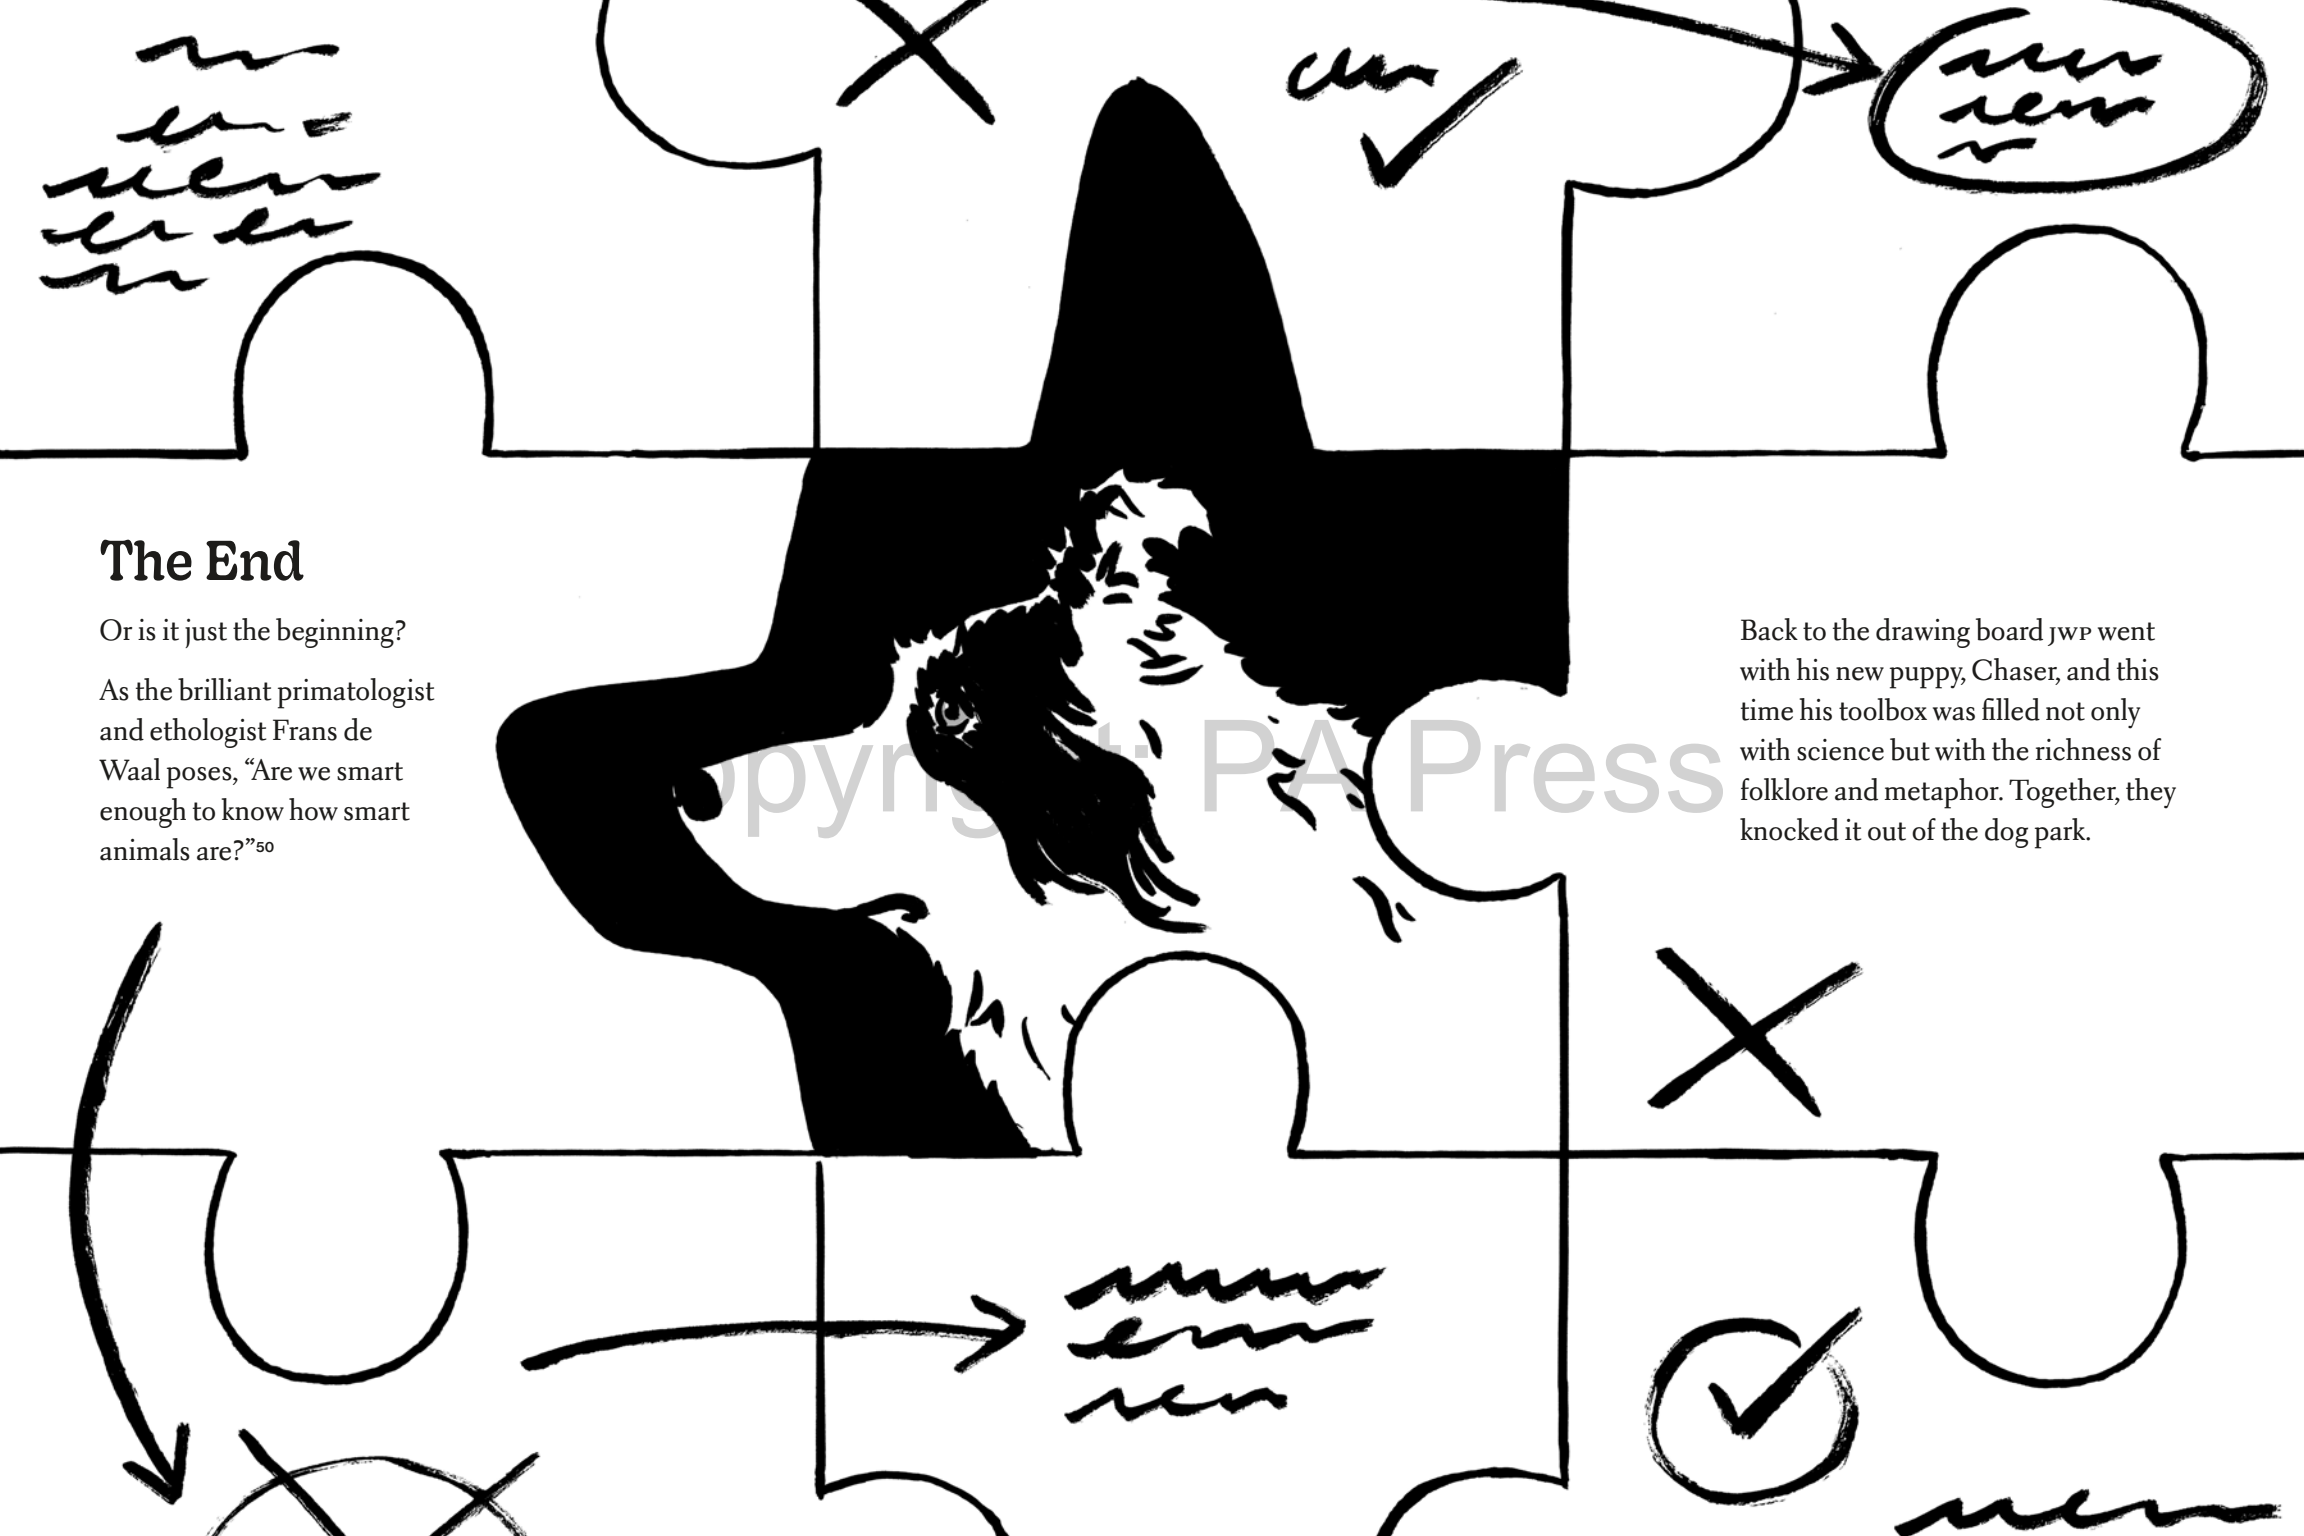 The End
Or is it just the beginning?
As the brilliant primatologist
and ethologist Frans de
Waal poses, “Are we smart
enough to know how smart
animals are?”⁵⁰
PA Press
Back to the drawing board JWP went
with his new puppy, Chaser, and this
time his toolbox was filled not only
with science but with the richness of
folklore and metaphor. Together, they
knocked it out of the dog park.